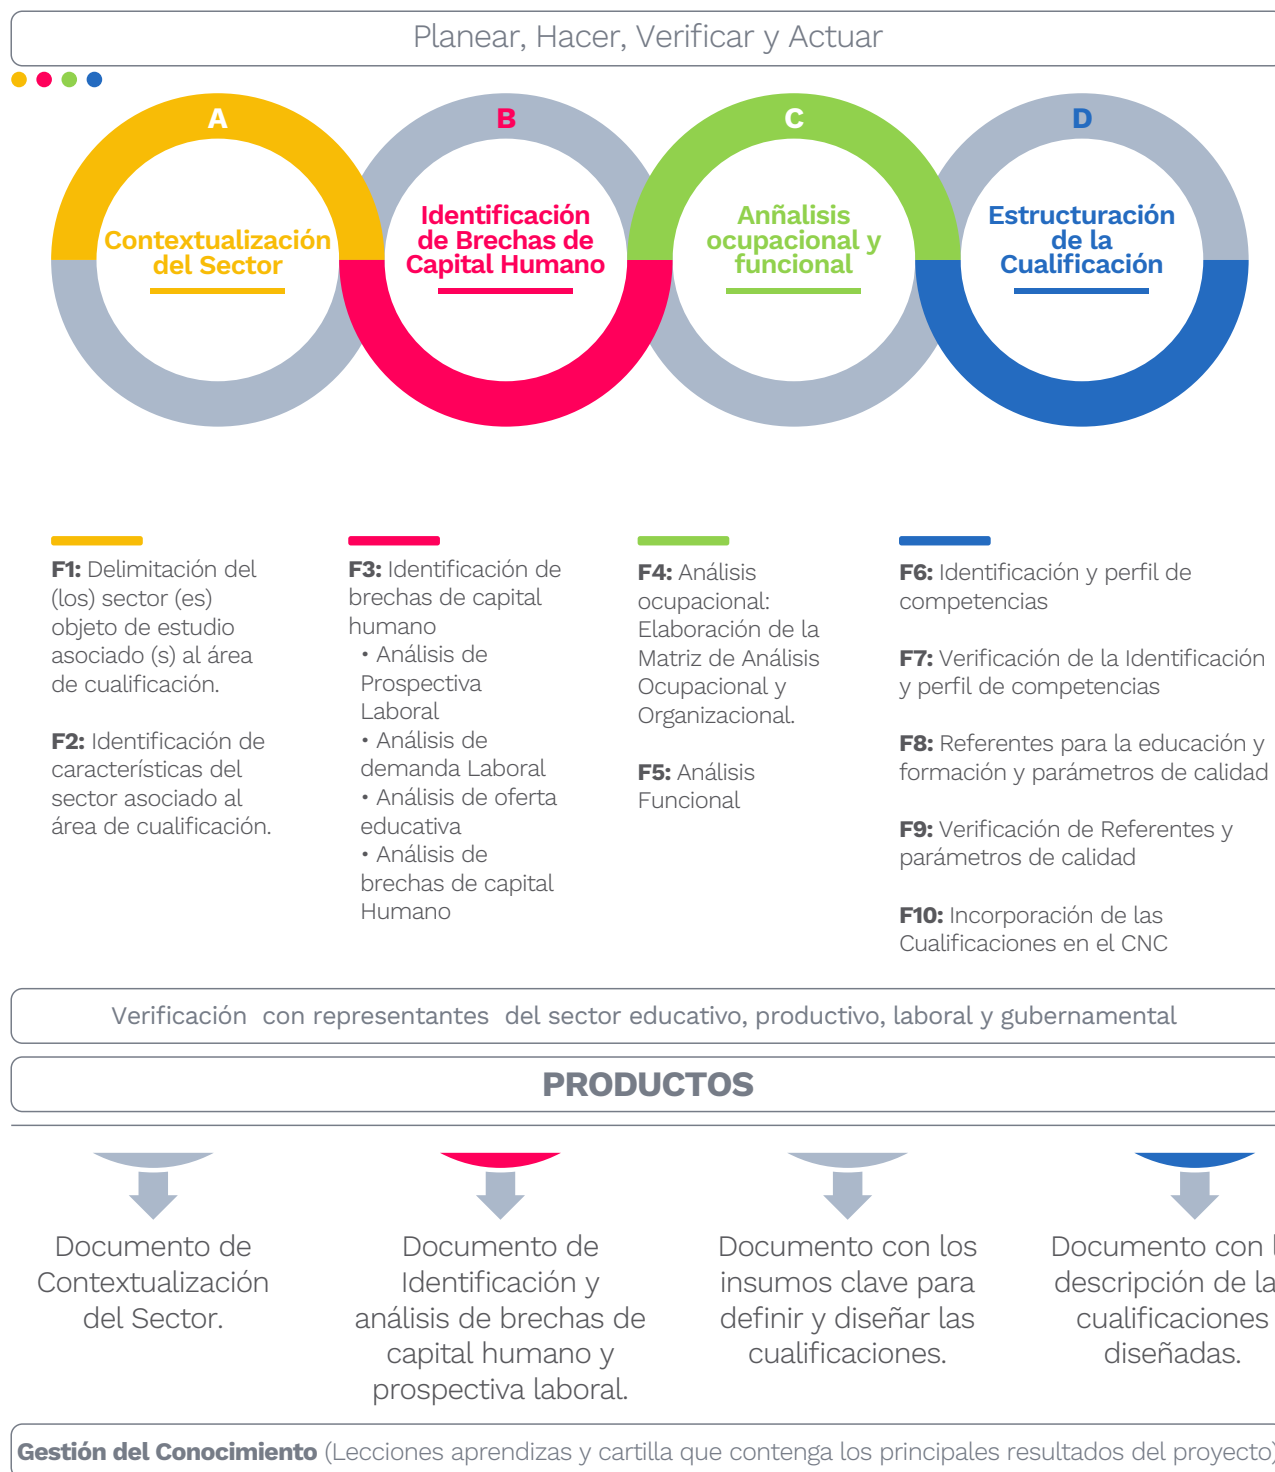 Planear, Hacer, Verificar y Actuar
A
Contextualización
del Sector
B
Identificación
de Brechas de
Capital Humano
C
Anñalisis
ocupacional y
funcional
D
Estructuración
de la
Cualificación
F1: Delimitación del
(los) sector (es)
objeto de estudio
asociado (s) al área
de cualificación.
F2: Identificación de
características del
sector asociado al
área de cualificación.
F3: Identificación de
brechas de capital
humano
• Análisis de
Prospectiva
Laboral
• Análisis de
demanda Laboral
• Análisis de oferta
educativa
• Análisis de
brechas de capital
Humano
F4: Análisis
ocupacional:
Elaboración de la
Matriz de Análisis
Ocupacional y
Organizacional.
F5: Análisis
Funcional
F6: Identificación y perfil de
competencias
F7: Verificación de la Identificación
y perfil de competencias
F8: Referentes para la educación y
formación y parámetros de calidad
F9: Verificación de Referentes y
parámetros de calidad
F10: Incorporación de las
Cualificaciones en el CNC
Verificación con representantes del sector educativo, productivo, laboral y gubernamental
PRODUCTOS
Documento de
Contextualización
del Sector.
Documento de
Identificación y
análisis de brechas de
capital humano y
prospectiva laboral.
Documento con los
insumos clave para
definir y diseñar las
cualificaciones.
Documento con
descripción de
cualificaciones
diseñadas.
Gestión del Conocimiento (Lecciones aprendizas y cartilla que contenga los principales resultados del proyecto)